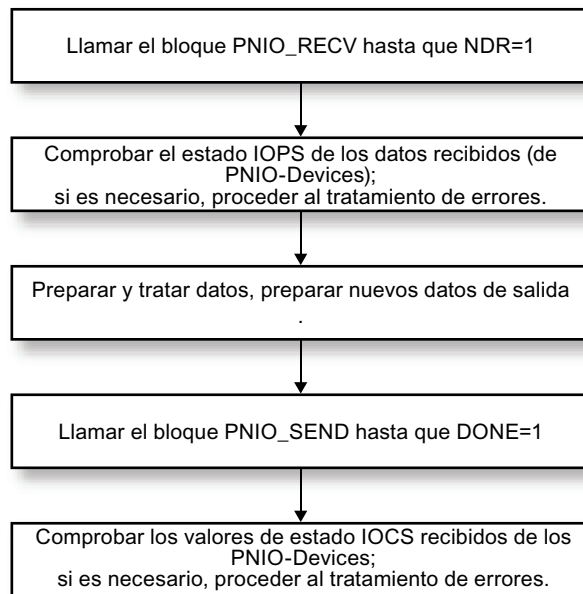 Llamar el bloque PNIO_RECV hasta que NDR=1
Comprobar el estado IOPS de los datos recibidos (de
PNIO-Devices);
si es necesario, proceder al tratamiento de errores.
Preparar y tratar datos, preparar nuevos datos de salida
.
Llamar el bloque PNIO_SEND hasta que DONE=1
Comprobar los valores de estado IOCS recibidos de los
PNIO-Devices;
si es necesario, proceder al tratamiento de errores.